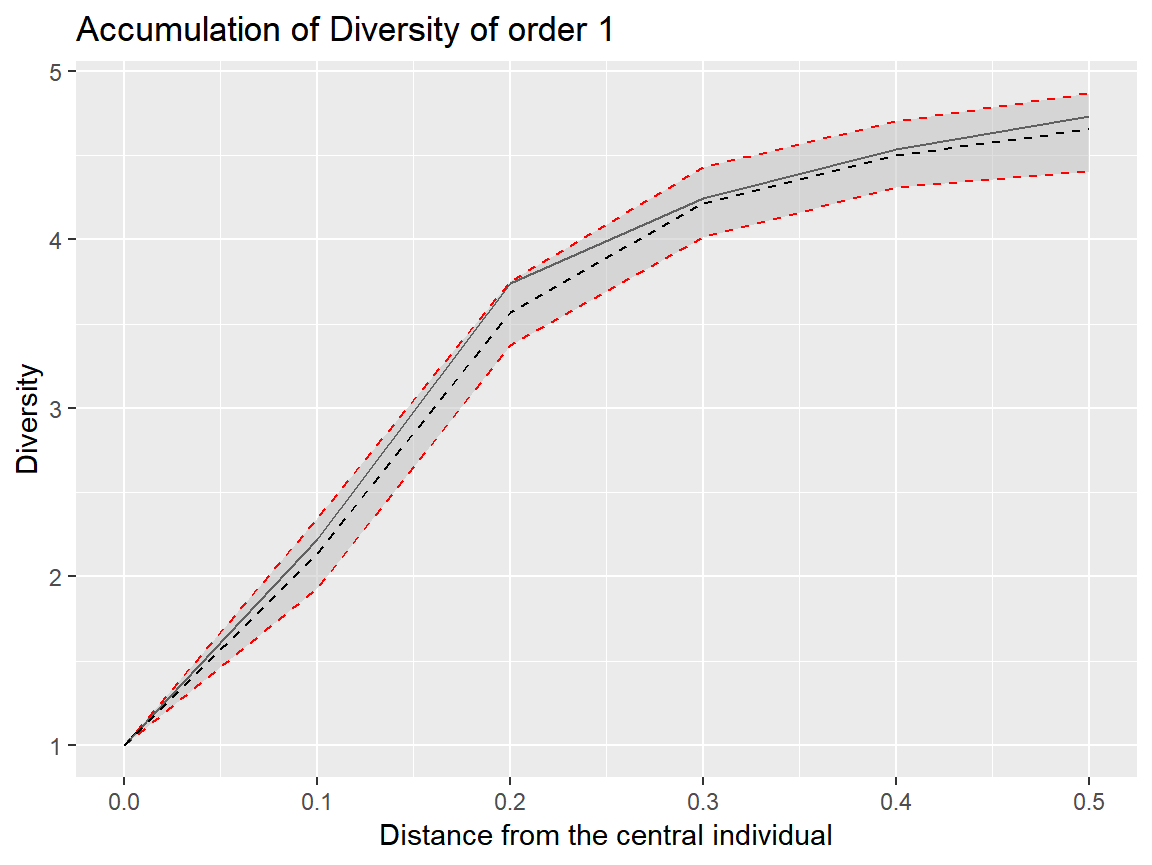 Accumulation of Diversity of order 1
Diversity
5
4
3
2
1
0.0 0.1 0.2 0.3 0.4 0.5
Distance from the central individual